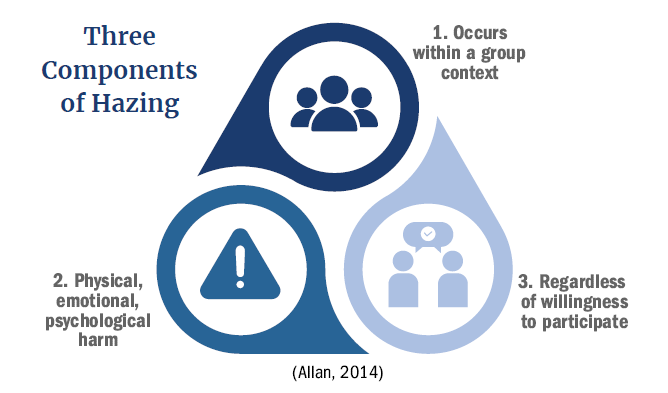 Three
Components
of Hazing
1. Occurs
within a group
context
2. Physical,
emotional,
psychological
harm
3. Regardless
of willingness
to participate
(Allan, 2014)